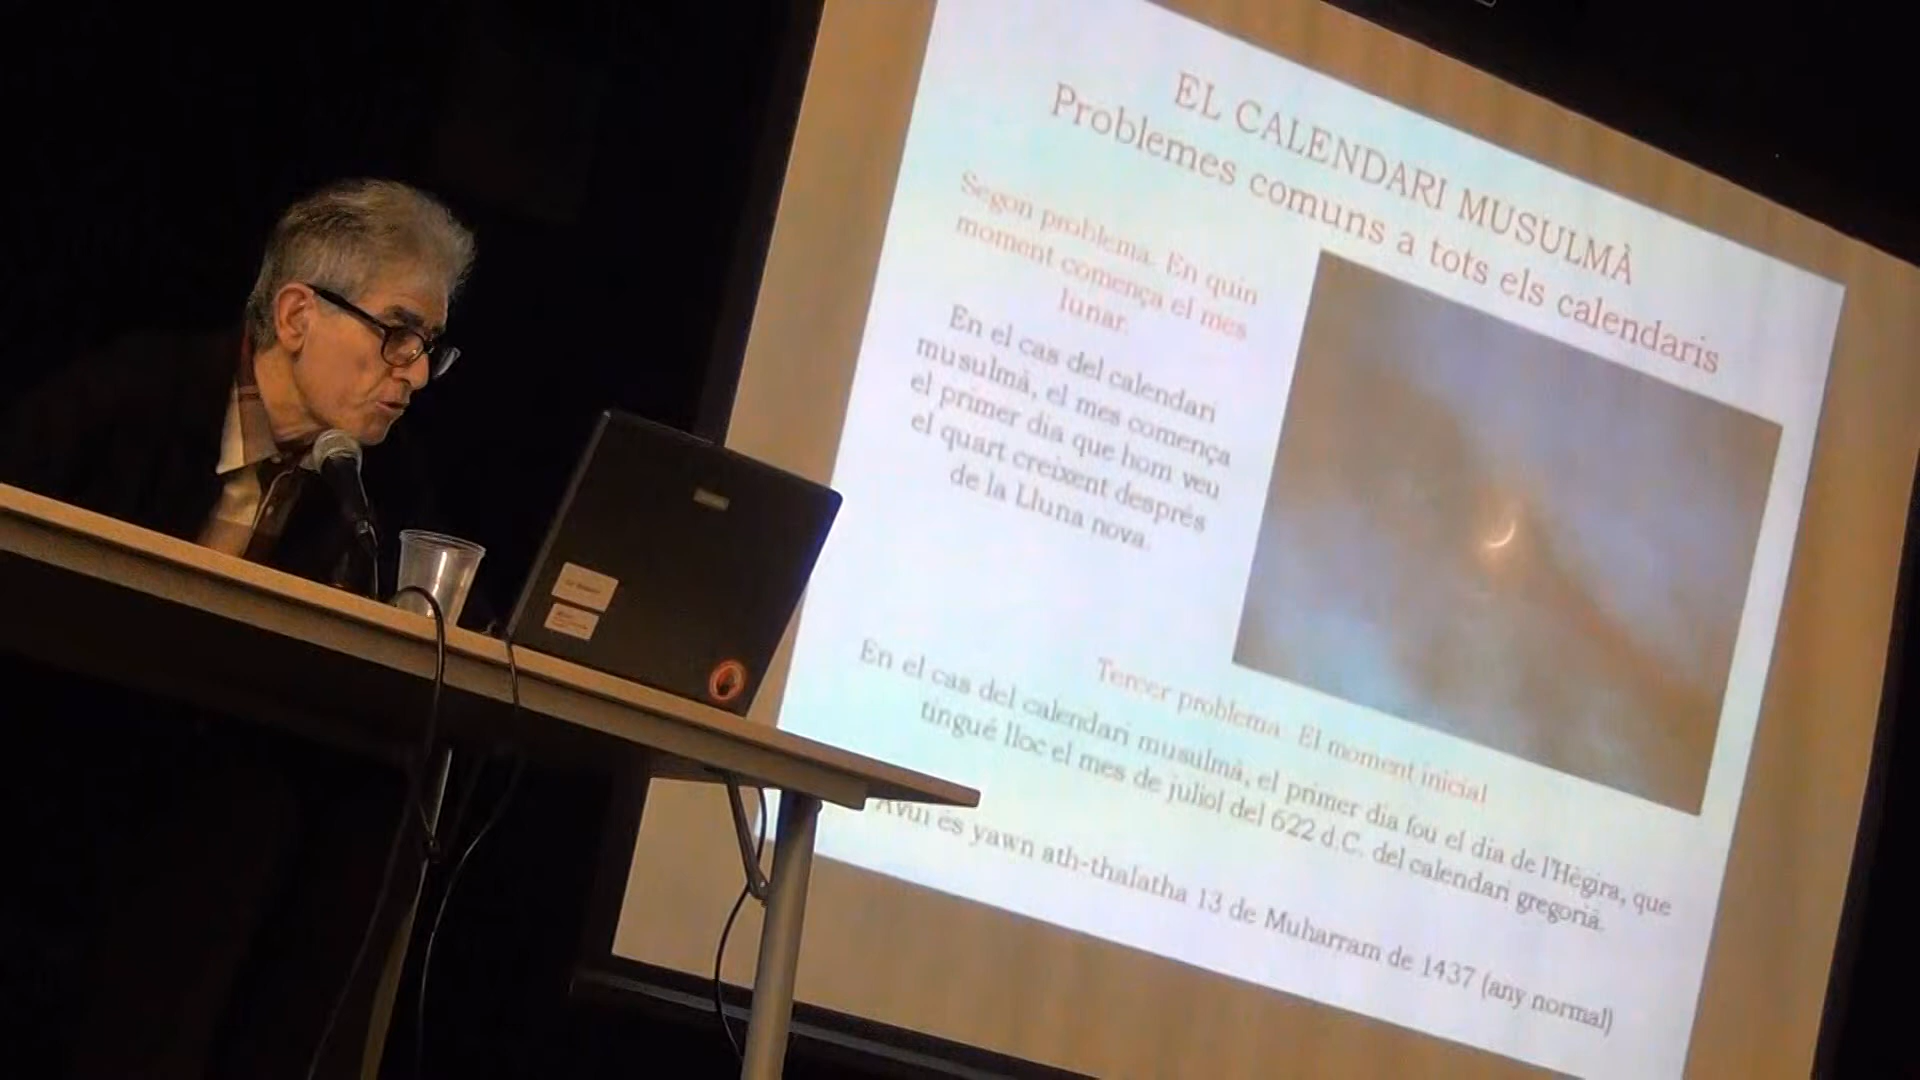 EL CALENDARI MUSULMÀ
Problemes comuns a tots els calendaris
Segon problema. En quin
moment comença el mes
lunar.
En el cas del calendari
musulmà, el mes comença
el primer dia que hom veu
el quart creixent després
de la Lluna nova.
Tercer problema. El moment inicial
En el cas del calendari musulmà, el primer dia fou el dia de l'Hègira, que
tingué lloc el mes de juliol del 622 d.C. del calendari gregorià.
Avui és yawn ath-thalatha 13 de Muharram de 1437 (any normal)